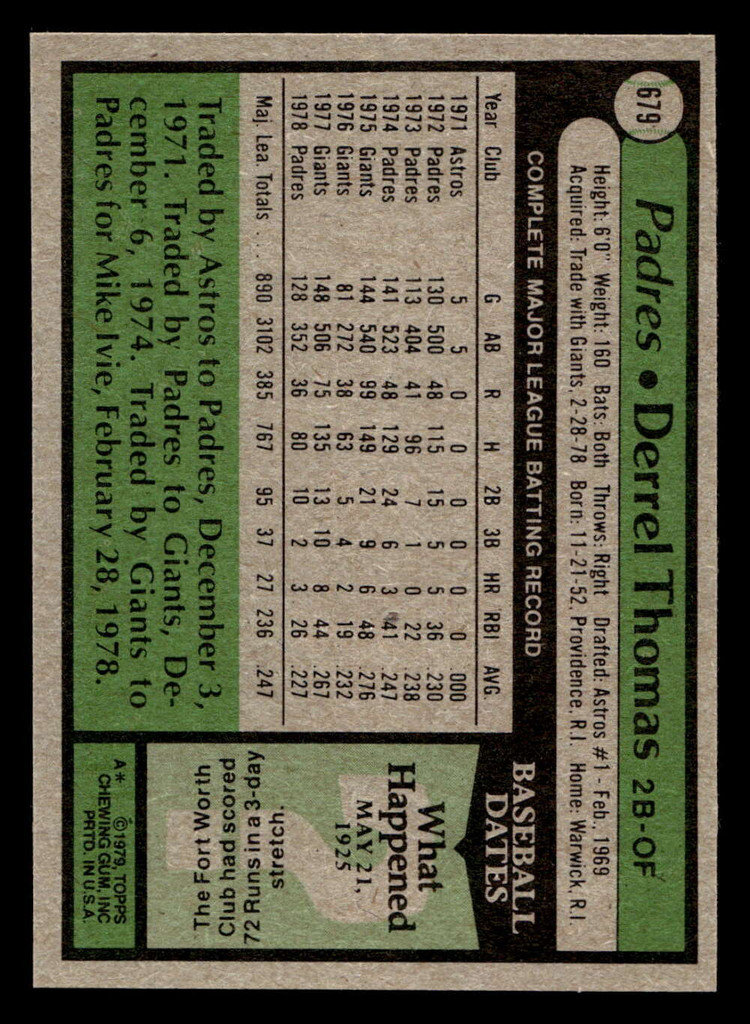 679
Padres • Derrel Thomas 2B-OF
Height: 6'0" Weight: 160 Bats: Both Throws: Right Drafted: Astros #1 - Feb., 1969
Acquired: Trade with Giants, 2-28-78 Born: 11-21-52, Providence, R.I. Home: Warwick, R.I.
COMPLETE MAJOR LEAGUE BATTING RECORD
Year Club G AB R H 2B 3B HR RBI AVG.
1971 Astros 5 5 0 0 0 0 0 0 .000
1972 Padres 130 500 48 115 15 5 5 36 .230
1973 Padres 113 404 41 96 7 1 0 22 .238
1974 Padres 141 523 48 129 24 6 3 41 .247
1975 Giants 144 540 99 149 21 9 6 48 .276
1976 Giants 81 272 38 63 5 4 2 19 .232
1977 Giants 148 506 75 135 13 10 8 44 .267
1978 Padres 128 352 36 80 10 2 3 26 .227
Maj. Lea. Totals . . . 890 3102 385 767 95 37 27 236 .247
Traded by Astros to Padres, December 3,
1971. Traded by Padres to Giants, De-
cember 6, 1974. Traded by Giants to
Padres for Mike Ivie, February 28, 1978.
BASEBALL
DATES
What
Happened
MAY 21,
1925
The Fort Worth
Club had scored
72 Runs in a 3-day
stretch.
A* ©1979, TOPPS
CHEWING GUM, INC
PRTD. IN U.S.A.